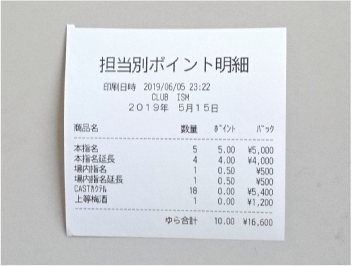 担当別ポイント明細
印刷日時 2019/06/05 23:22
CLUB ISM
2019年 5月15日
商品名 数量 ポイント バック
本指名 5 5.00 ¥5,000
本指名延長 4 4.00 ¥4,000
場内指名 1 0.50 ¥500
場内指名延長 1 0.50 ¥500
CASTカクテル 18 0.00 ¥5,400
上等梅酒 1 0.00 ¥1,200
ゆら合計 10.00 ¥16,600